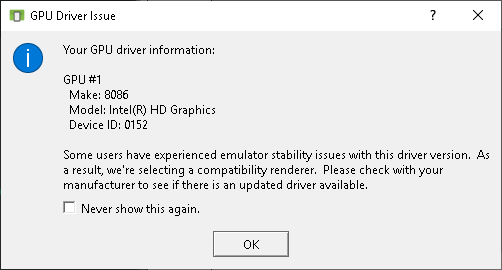 GPU Driver Issue
Your GPU driver information:
GPU #1
Make: 8086
Model: Intel(R) HD Graphics
Device ID: 0152
Some users have experienced emulator stability issues with this driver version.  As
a result, we're selecting a compatibility renderer.  Please check with your
manufacturer to see if there is an updated driver available.
Never show this again.
OK